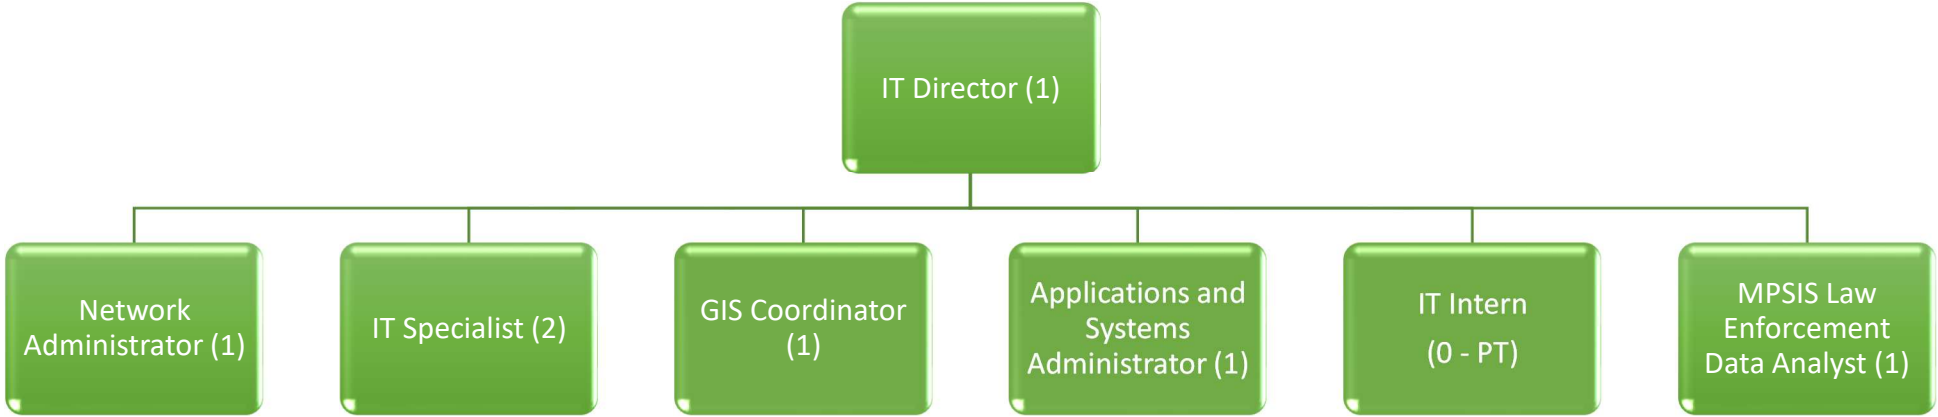 IT Director (1)
Network
Administrator (1)
IT Specialist (2)
GIS Coordinator
(1)
Applications and
Systems
Administrator (1)
IT Intern
(0 - PT)
MPSIS Law
Enforcement
Data Analyst (1)